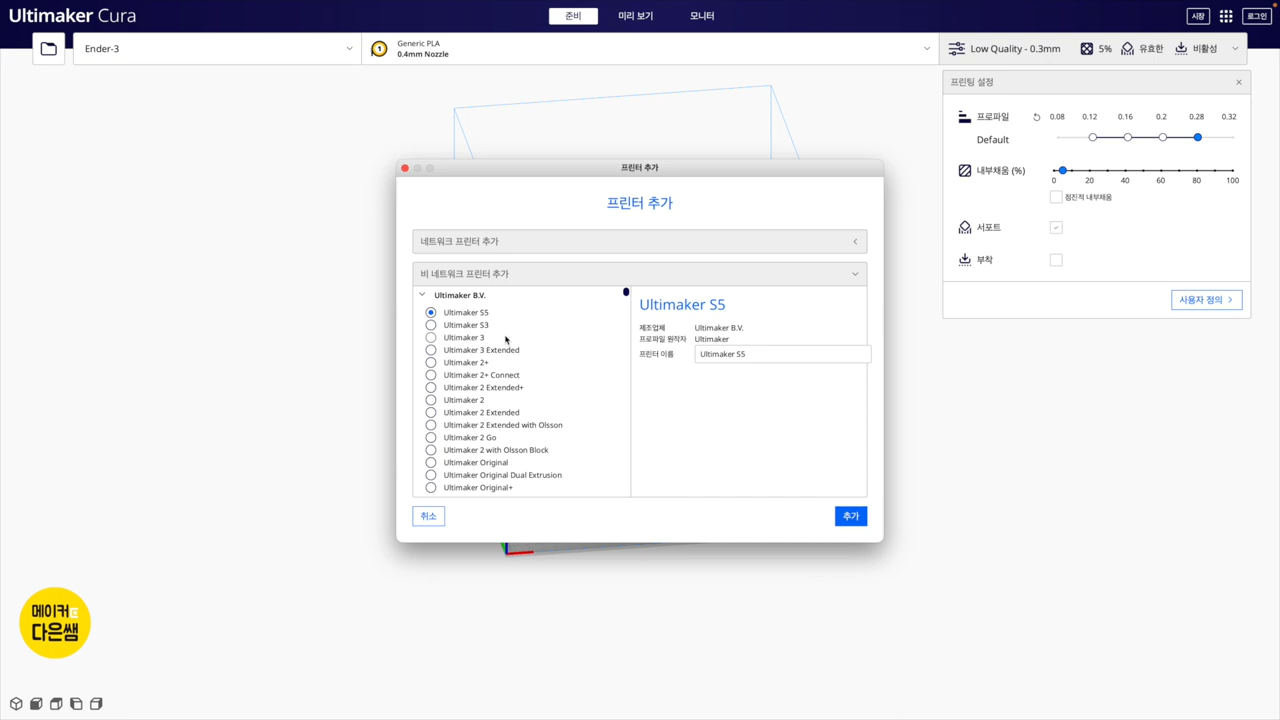 Ultimaker Cura
준비
미리 보기
모니터
시장
로그인
Ender-3
1
Generic PLA
0.4mm Nozzle
Low Quality - 0.3mm
5%
유효한
비활성
프린팅 설정
프로파일
0.08 0.12 0.16 0.2 0.28 0.32
Default
내부채움 (%)
0 20 40 60 80 100
점진적 내부채움
서포트
부착
사용자 정의
프린터 추가
프린터 추가
네트워크 프린터 추가
비 네트워크 프린터 추가
Ultimaker B.V.
Ultimaker S5
Ultimaker S3
Ultimaker 3
Ultimaker 3 Extended
Ultimaker 2+
Ultimaker 2+ Connect
Ultimaker 2 Extended+
Ultimaker 2
Ultimaker 2 Extended
Ultimaker 2 Extended with Olsson
Ultimaker 2 Go
Ultimaker 2 with Olsson Block
Ultimaker Original
Ultimaker Original Dual Extrusion
Ultimaker Original+
Ultimaker S5
제조업체 Ultimaker B.V.
프로파일 원작자 Ultimaker
프린터 이름 Ultimaker S5
취소
추가
메이커
다은쌤